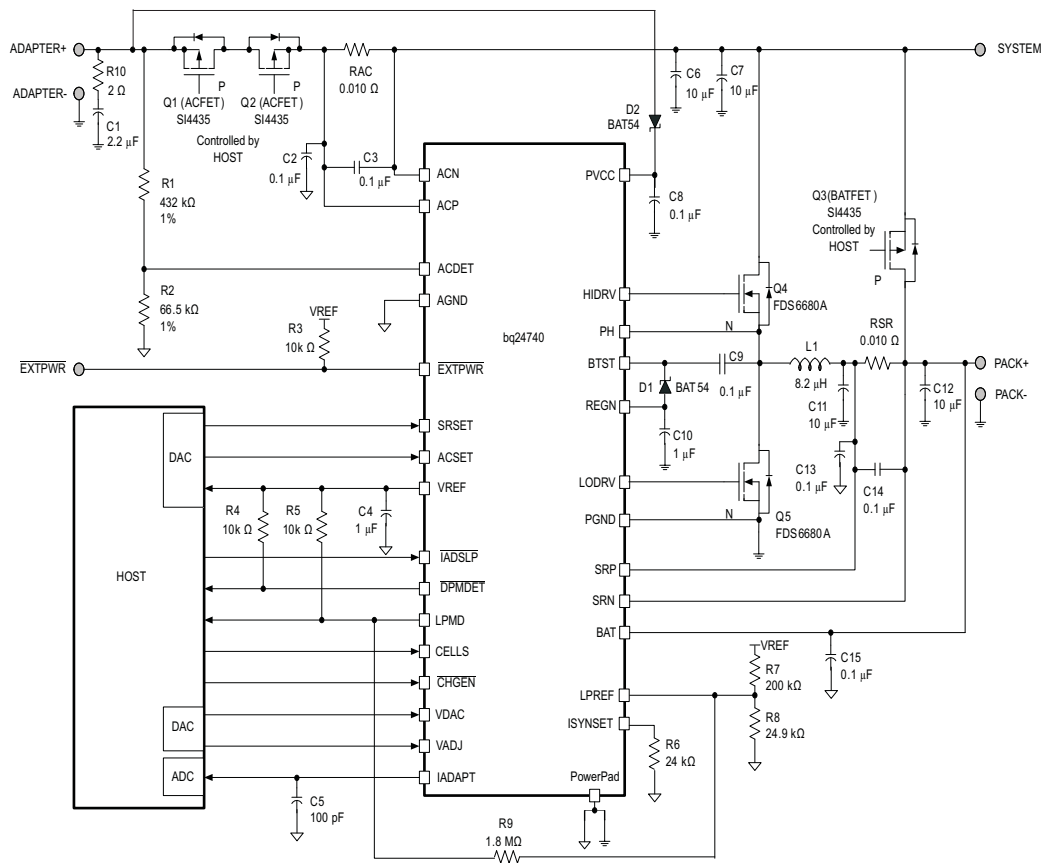 ADAPTER+
SYSTEM
R10
2 Ω
ADAPTER-
C1
2.2 µF
P
P
RAC
0.010 Ω
C6
10 µF
C7
10 µF
Q1 (ACFET)
SI4435
Q2 (ACFET)
SI4435
Controlled by
HOST
D2
BAT54
C2
0.1 µF
C3
0.1 µF
R1
432 kΩ
1%
ACN
ACP
PVCC
C8
0.1 µF
Q3(BATFET)
SI4435
Controlled by
HOST
P
ACDET
R2
66.5 kΩ
1%
AGND
HIDRV
Q4
FDS6680A
VREF
R3
10k Ω
PH
N
bq24740
RSR
0.010 Ω
EXTPWR
EXTPWR
BTST
C9
0.1 µF
L1
8.2 µH
PACK+
D1
BAT54
REGN
C10
1 µF
C11
10 µF
C12
10 µF
PACK-
DAC
SRSET
ACSET
VREF
C13
0.1 µF
C14
0.1 µF
LODRV
R4
10k Ω
R5
10k Ω
C4
1 µF
PGND
N
Q5
FDS6680A
HOST
IADSLP
DPMDET
SRP
SRN
LPMD
BAT
CELLS
C15
0.1 µF
VREF
R7
200 kΩ
CHGEN
LPREF
DAC
VDAC
VADJ
ISYNSET
R8
24.9 kΩ
R6
24 kΩ
ADC
IADAPT
PowerPad
C5
100 pF
R9
1.8 MΩ